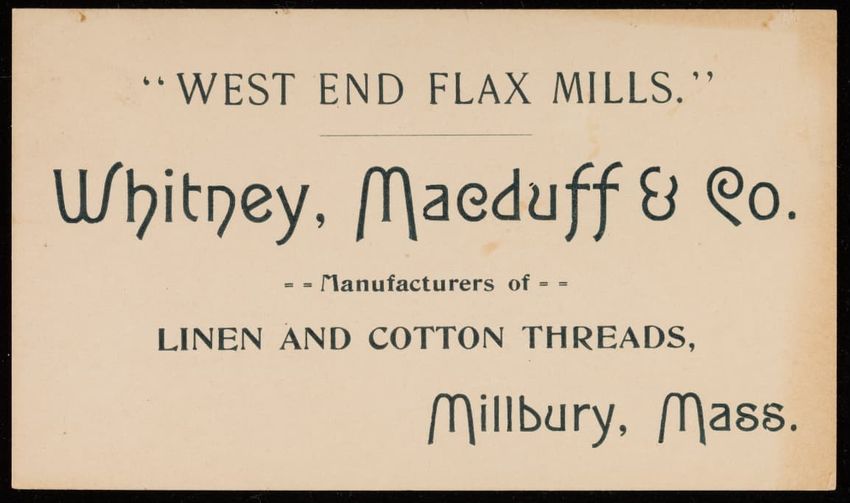 “WEST END FLAX MILLS.”
Whitney, Macduff & Co.
= = Manufacturers of = =
LINEN AND COTTON THREADS,
Millbury, Mass.